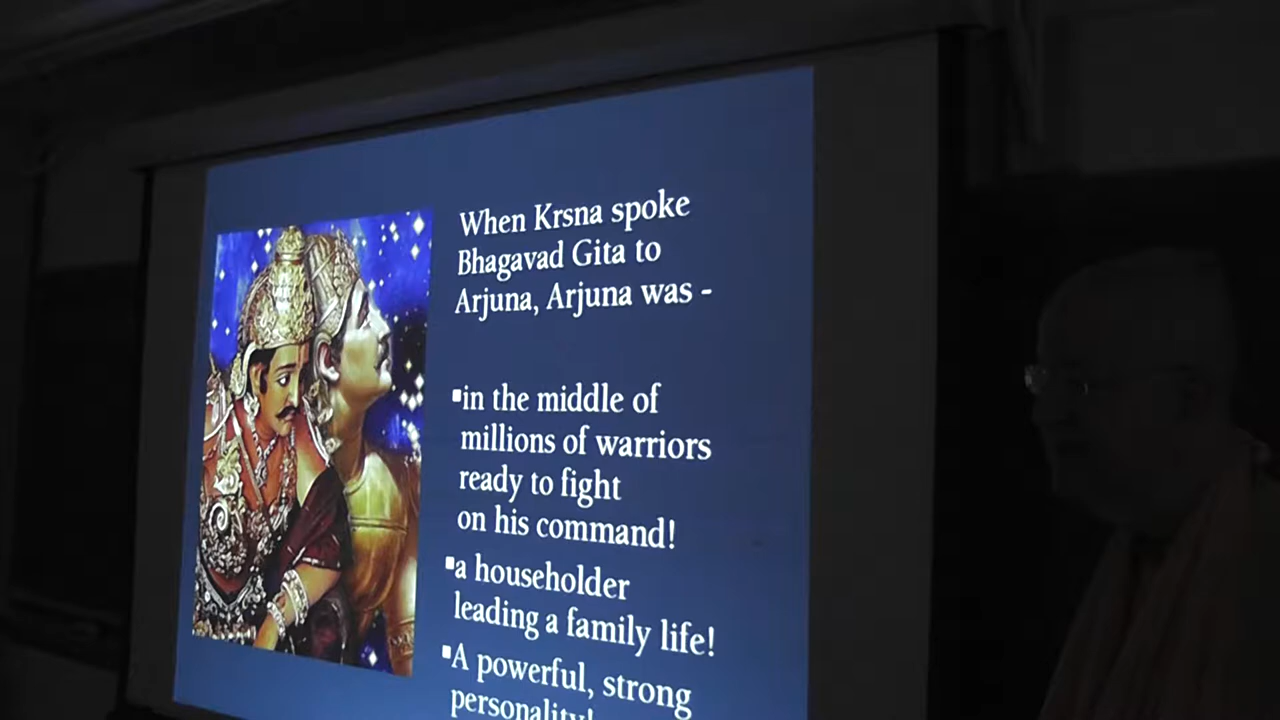 When Krsna spoke
Bhagavad Gita to
Arjuna, Arjuna was -
▪in the middle of
millions of warriors
ready to fight
on his command!
▪a householder
leading a family life!
▪A powerful, strong
personality!